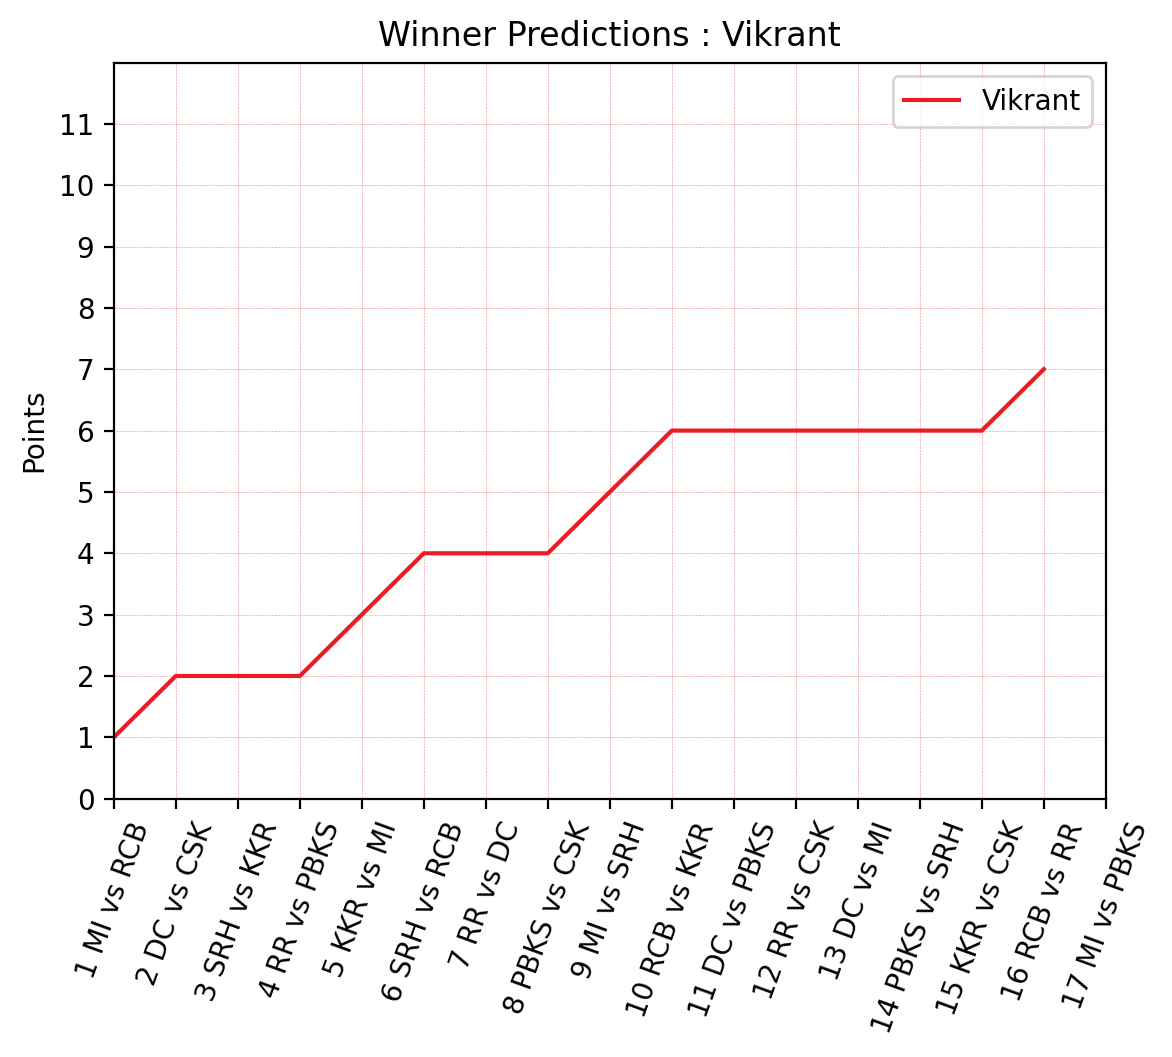 Winner Predictions : Vikrant
Vikrant
Points
11
10
9
8
7
6
5
4
3
2
1
0
1 MI vs RCB
2 DC vs CSK
3 SRH vs KKR
4 RR vs PBKS
5 KKR vs MI
6 SRH vs RCB
7 RR vs DC
8 PBKS vs CSK
9 MI vs SRH
10 RCB vs KKR
11 DC vs PBKS
12 RR vs CSK
13 DC vs MI
14 PBKS vs SRH
15 KKR vs CSK
16 RCB vs RR
17 MI vs PBKS